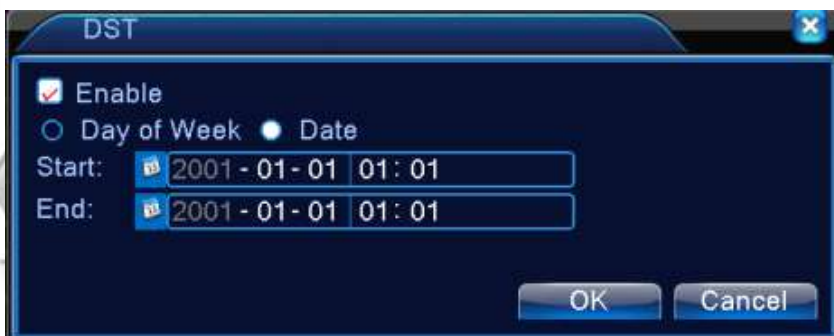 DST
Enable
Day of Week Date
Start: 2001-01-01 01:01
End: 2001-01-01 01:01
OK Cancel